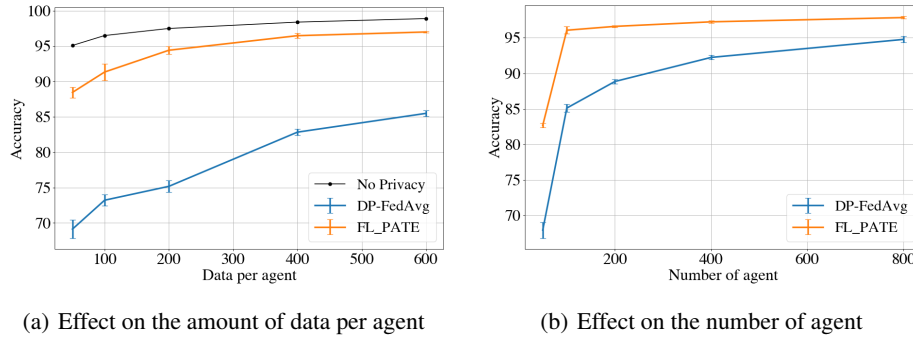 100
95
90
85
80
75
70
Accuracy
No Privacy
DP-FedAvg
FL_PATE
100 200 300 400 500 600
Data per agent
(a) Effect on the amount of data per agent
95
90
85
80
75
70
Accuracy
DP-FedAvg
FL_PATE
200 400 600 800
Number of agent
(b) Effect on the number of agent